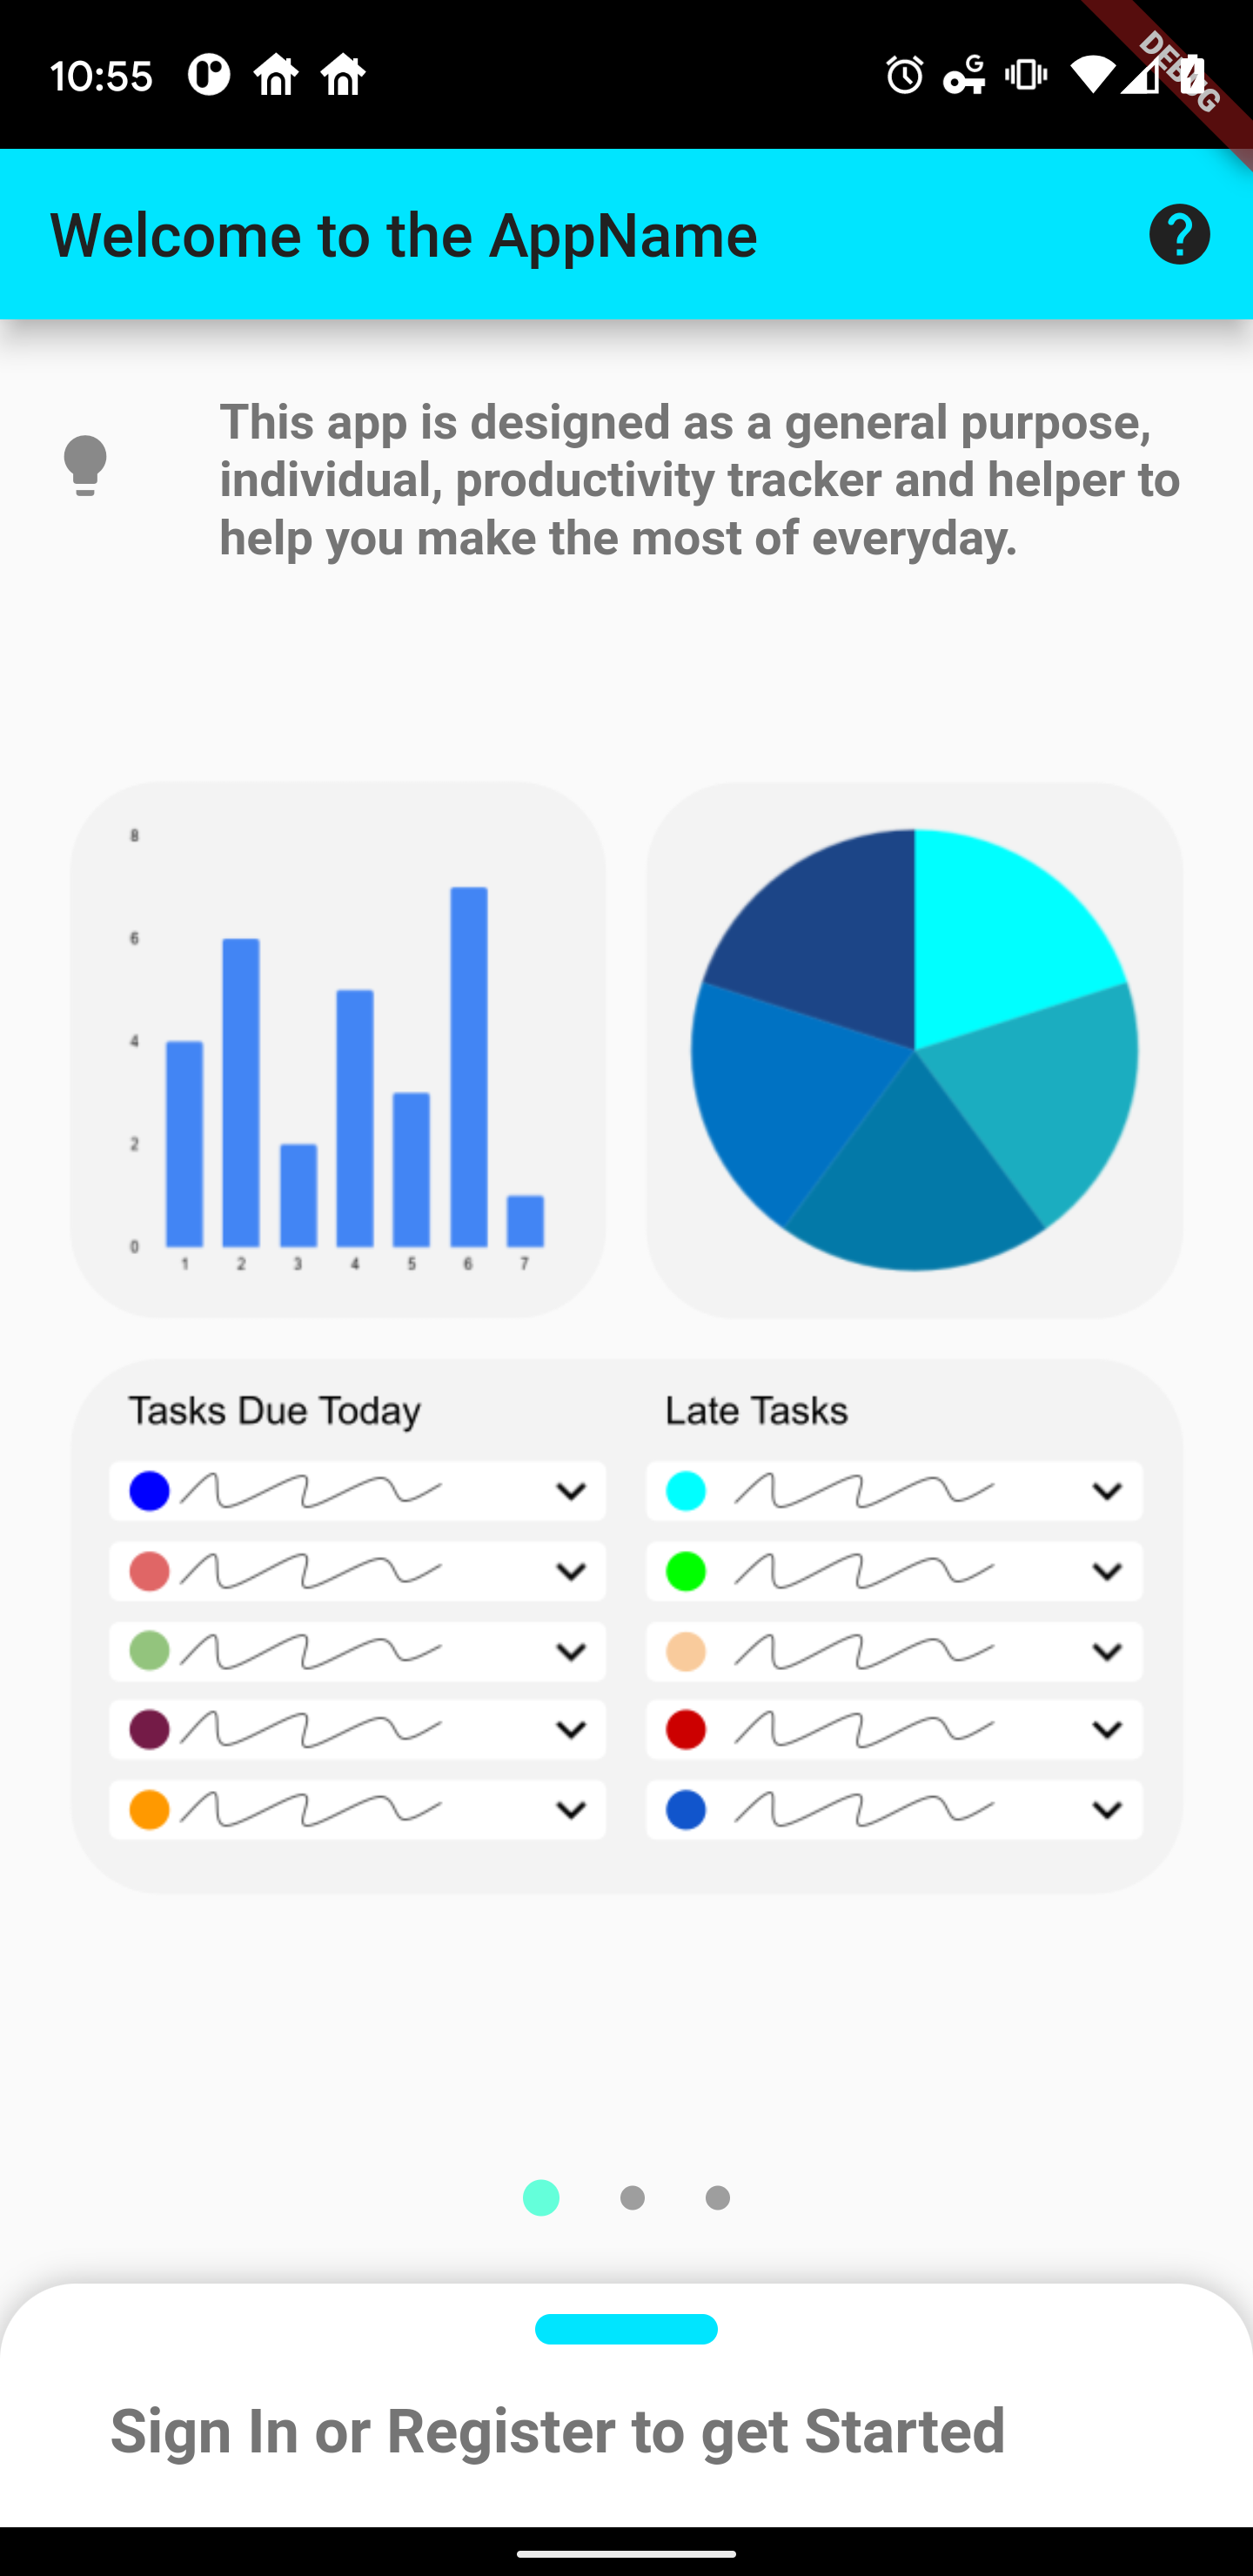 10:55
G
DEBUG
Welcome to the AppName
?
This app is designed as a general purpose,
individual, productivity tracker and helper to
help you make the most of everyday.
8
6
4
2
0
1 2 3 4 5 6 7
Tasks Due Today
Late Tasks
Sign In or Register to get Started